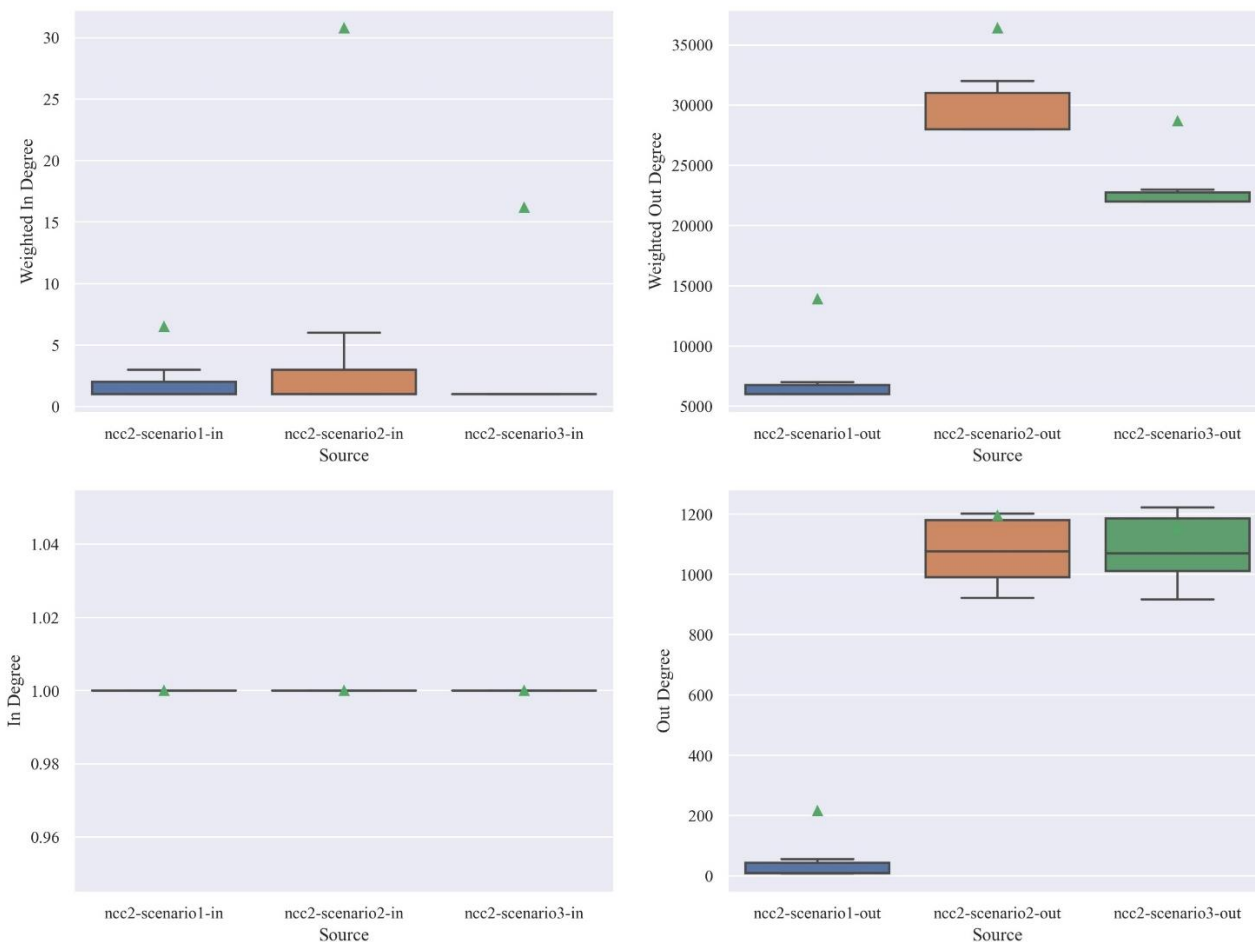 30
25
20
15
10
5
0
Weighted In Degree
ncc2-scenario1-in ncc2-scenario2-in ncc2-scenario3-in
Source
35000
30000
25000
20000
15000
10000
5000
Weighted Out Degree
ncc2-scenario1-out ncc2-scenario2-out ncc2-scenario3-out
Source
1.04
1.02
1.00
0.98
0.96
In Degree
ncc2-scenario1-in ncc2-scenario2-in ncc2-scenario3-in
Source
1200
1000
800
600
400
200
0
Out Degree
ncc2-scenario1-out ncc2-scenario2-out ncc2-scenario3-out
Source